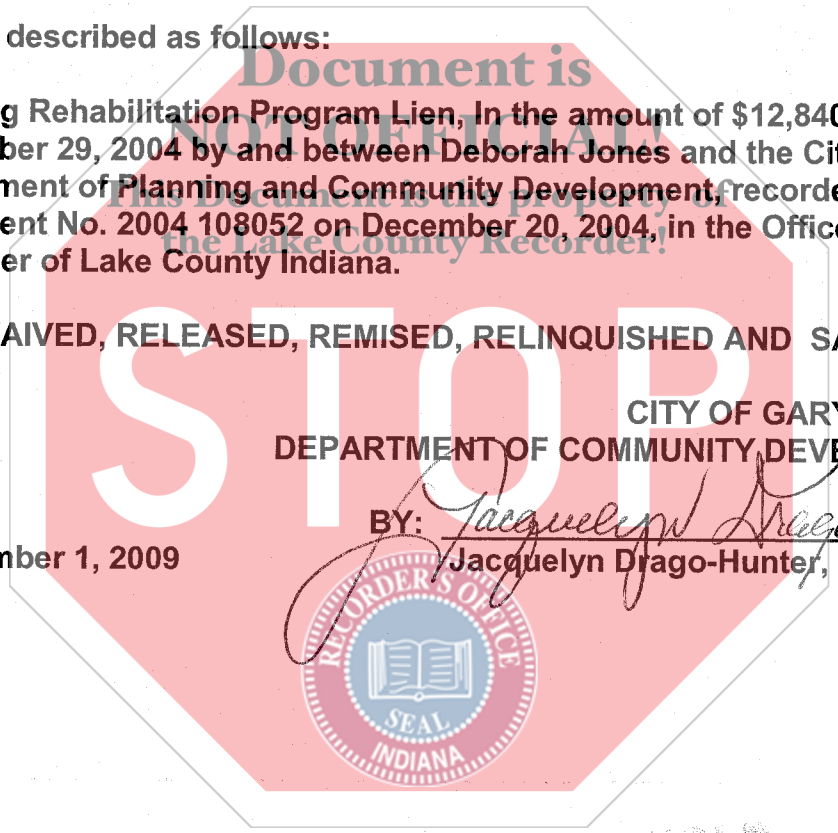 described as follows:
Document is
g Rehabilitation Program Lien, In the amount of $12,840
NOT OFFICIAL!
ber 29, 2004 by and between Deborah Jones and the Cit
ment of Planning and Community Development, recorde
This Document is the property of
ent No. 2004 108052 on December 20, 2004, in the Office
the Lake County Recorder!
er of Lake County Indiana.
AIVED, RELEASED, REMISED, RELINQUISHED AND SA
STOP
CITY OF GARY
DEPARTMENT OF COMMUNITY DEVE
BY: Jacquelyn Drago
mber 1, 2009
Jacquelyn Drago-Hunter,
RECORDER'S OFFICE
SEAL
INDIANA